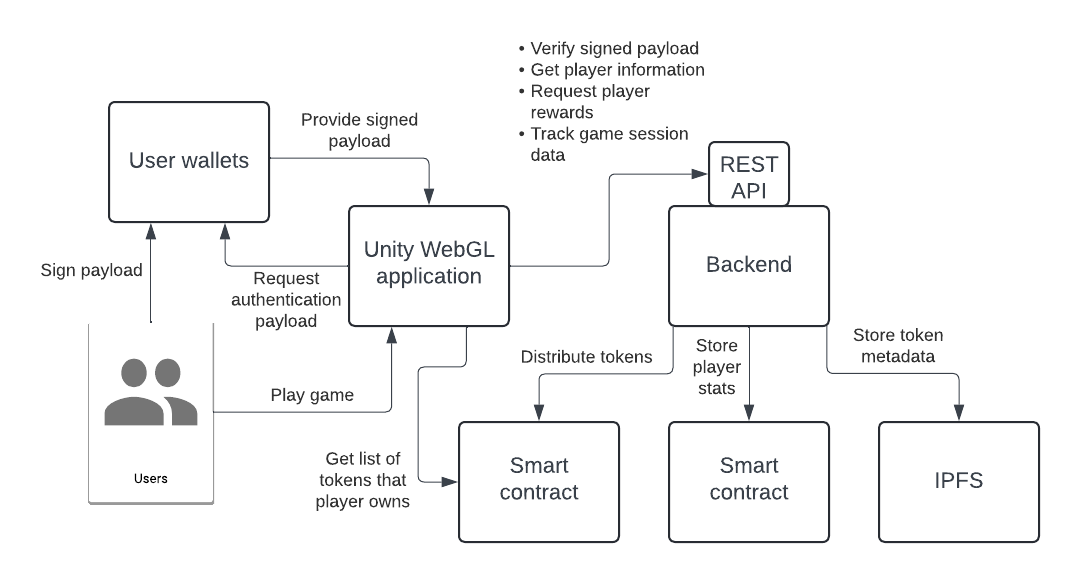 • Verify signed payload
• Get player information
• Request player
rewards
• Track game session
data
Provide signed
payload
User wallets
REST
API
Unity WebGL
application
Backend
Sign payload
Request
authentication
payload
Distribute tokens
Store
player
stats
Store token
metadata
Play game
Users
Get list of
tokens that
player owns
Smart
contract
Smart
contract
IPFS